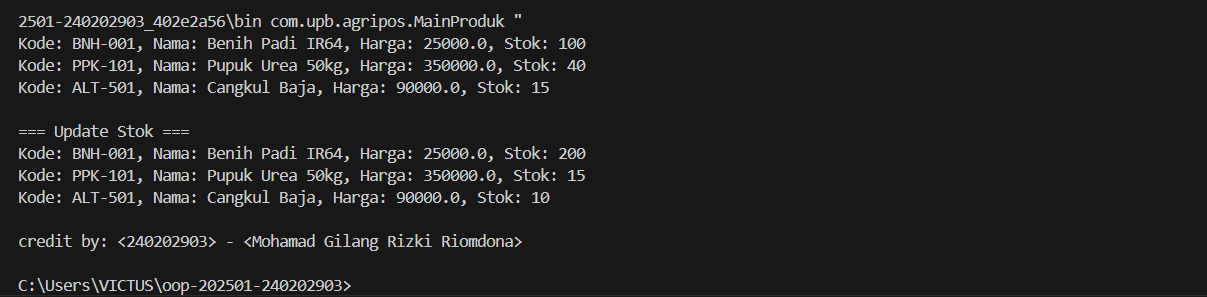 2501-240202903_402e2a56\bin com.upb.agripos.MainProduk "
Kode: BNH-001, Nama: Benih Padi IR64, Harga: 25000.0, Stok: 100
Kode: PPK-101, Nama: Pupuk Urea 50kg, Harga: 350000.0, Stok: 40
Kode: ALT-501, Nama: Cangkul Baja, Harga: 90000.0, Stok: 15
=== Update Stok ===
Kode: BNH-001, Nama: Benih Padi IR64, Harga: 25000.0, Stok: 200
Kode: PPK-101, Nama: Pupuk Urea 50kg, Harga: 350000.0, Stok: 15
Kode: ALT-501, Nama: Cangkul Baja, Harga: 90000.0, Stok: 10
credit by: <240202903> - <Mohamad Gilang Rizki Riomdona>
C:\Users\VICTUS\oop-202501-240202903>